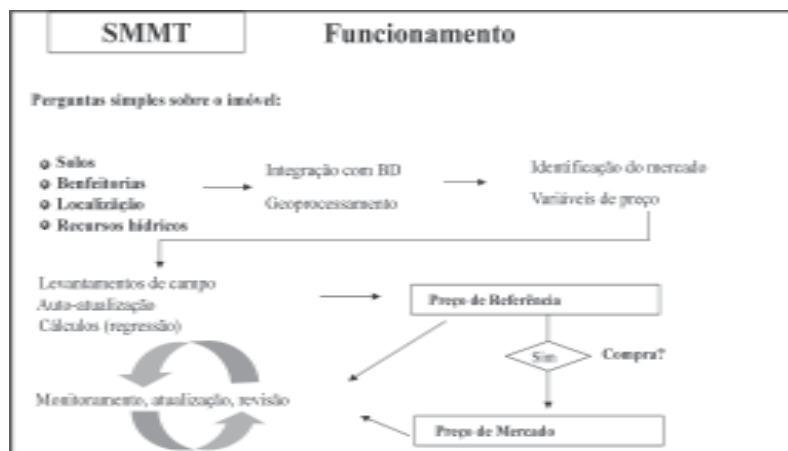 SMMT
Funcionamento
Perguntas simples sobre o imóvel:
Solos
Benfeitorias
Localizição
Recursos hídricos
Integração com BD
Geoprocessamento
Identificação do mercado
Variáveis de preço
Levantamentos de campo
Auto-atualização
Cálculos (regressão)
Preço de Referência
Sim
Compra?
Monitoramento, atualização, revisão
Preço de Mercado